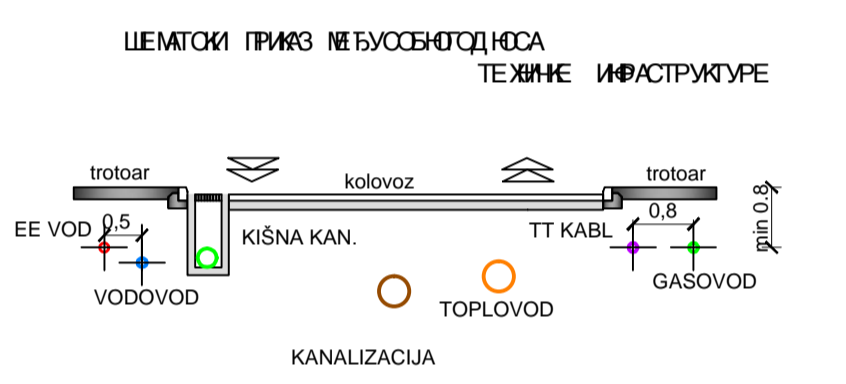 ШЕМАТСКИ ПРИКАЗ МЕЂУСОБНОГ ОДНОСА
ТЕХНИЧКЕ ИНФРАСТРУКТУРЕ
trotoar
kolovoz
trotoar
EE VOD
0,5
KIŠNA KAN.
TT KABL
0,8
min 0.8
VODOVOD
GASOVOD
TOPLOVOD
KANALIZACIJA